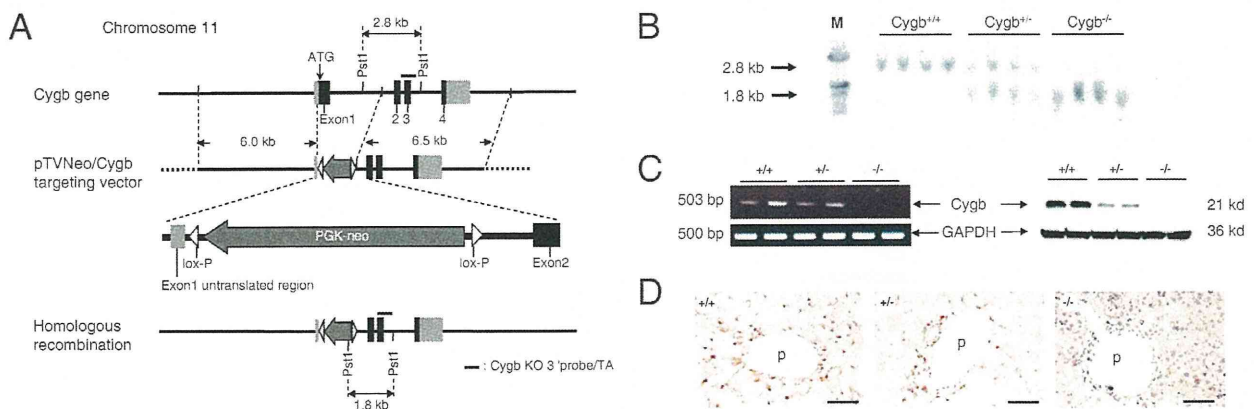 A
Chromosome 11
2.8 kb
ATG
Pst1
Pst1
Cygb gene
Exon1
2 3 4
6.0 kb
6.5 kb
pTVNeo/Cygb
targeting vector
PGK-neo
lox-P
lox-P
Exon2
Exon1 untranslated region
Homologous
recombination
Pst1
Pst1
1.8 kb
: Cygb KO 3 'probe/TA
B
M
Cygb+/+
Cygb+/-
Cygb-/-
2.8 kb
1.8 kb
C
+/+
+/-
-/-
+/+
+/-
-/-
503 bp
Cygb
21 kd
500 bp
GAPDH
36 kd
D
+/+
p
+/-
p
-/-
p